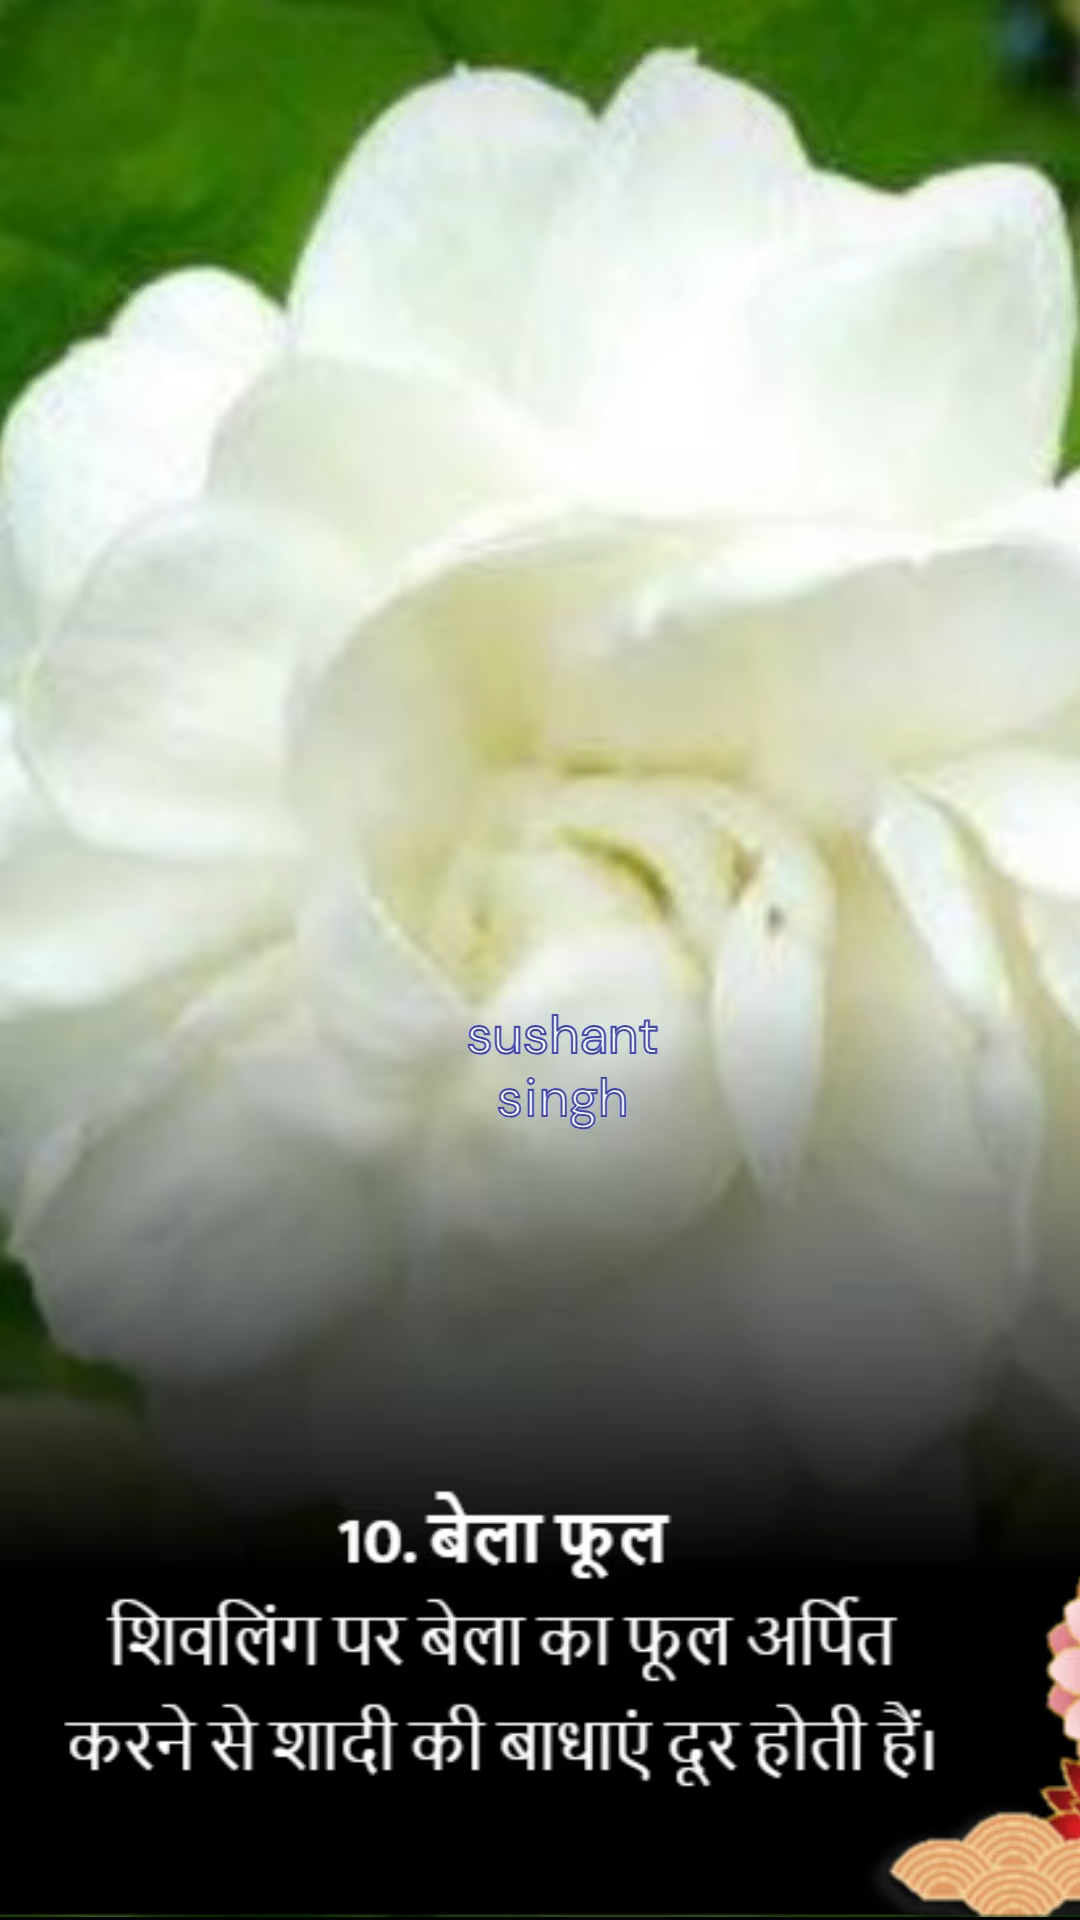 sushant
singh
10. बेला फूल
शिवलिंग पर बेला का फूल अर्पित
करने से शादी की बाधाएं दूर होती हैं।